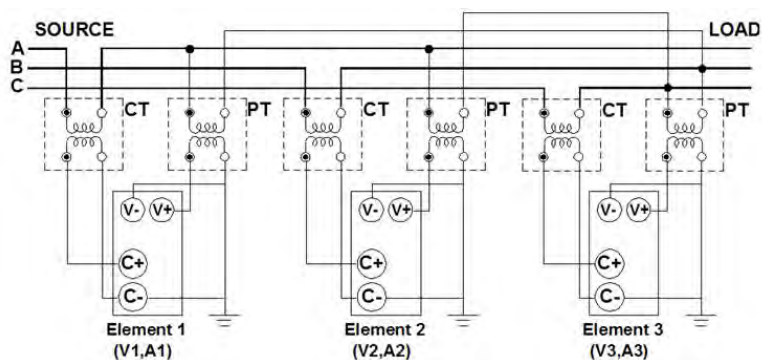 SOURCE LOAD
A
B
C
CT PT CT PT CT PT
V- V+ V- V+ V- V+
C+ C+ C+
C- C- C-
Element 1 Element 2 Element 3
(V1,A1) (V2,A2) (V3,A3)